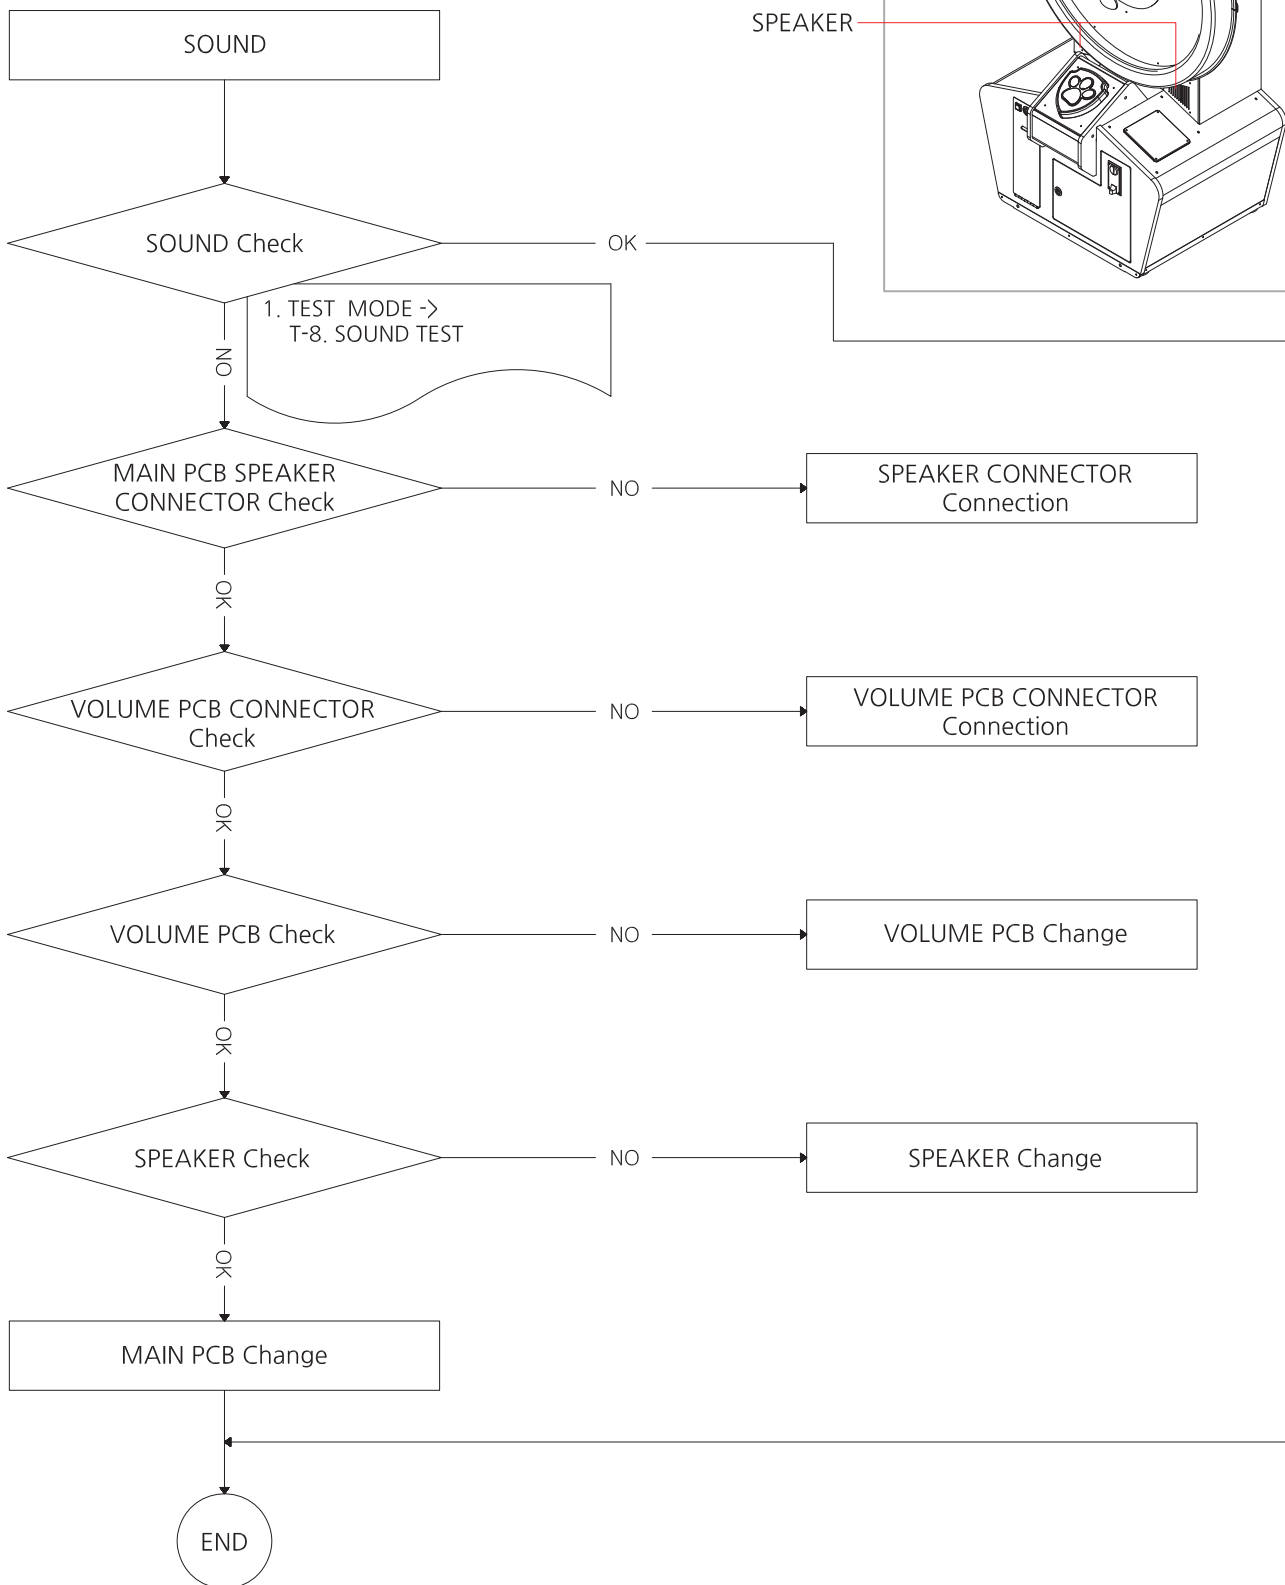 SOUND
SPEAKER
SOUND Check
OK
1. TEST MODE ->
T-8. SOUND TEST
NO
MAIN PCB SPEAKER
CONNECTOR Check
NO
SPEAKER CONNECTOR
Connection
OK
VOLUME PCB CONNECTOR
Check
NO
VOLUME PCB CONNECTOR
Connection
OK
VOLUME PCB Check
NO
VOLUME PCB Change
OK
SPEAKER Check
NO
SPEAKER Change
OK
MAIN PCB Change
END